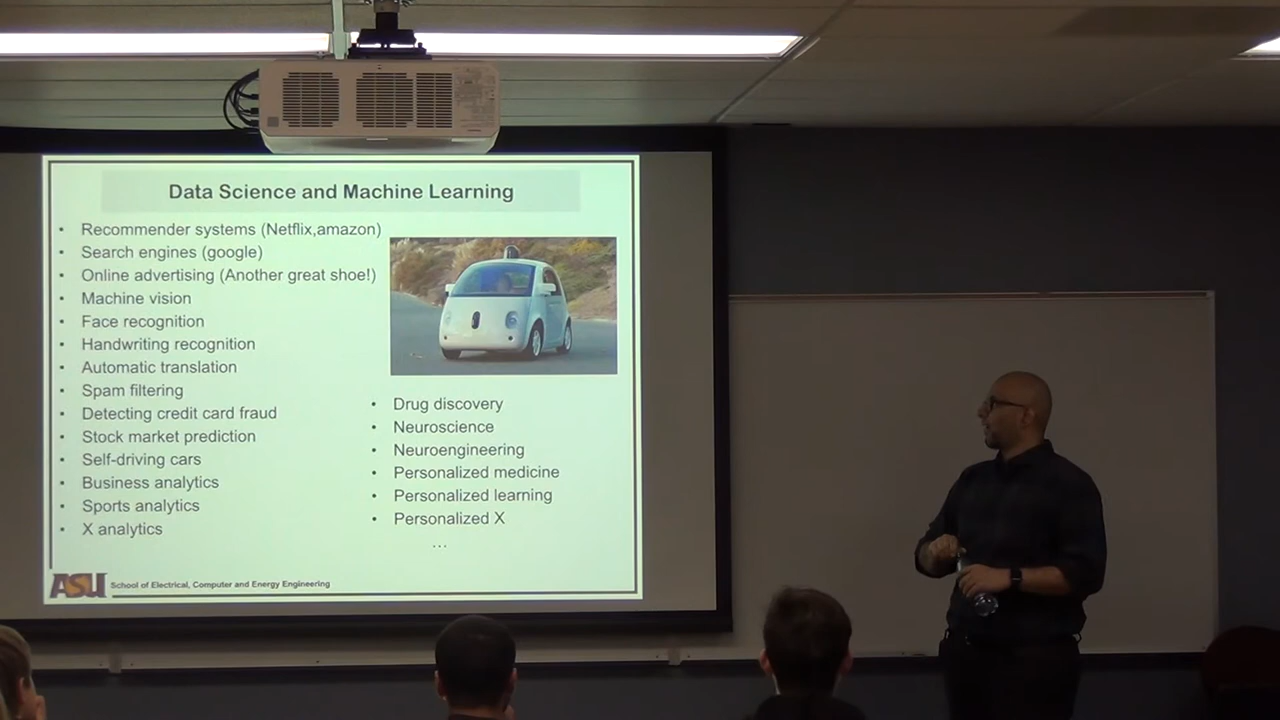 Data Science and Machine Learning
• Recommender systems (Netflix,amazon)
• Search engines (google)
• Online advertising (Another great shoe!)
• Machine vision
• Face recognition
• Handwriting recognition
• Automatic translation
• Spam filtering
• Detecting credit card fraud
• Stock market prediction
• Self-driving cars
• Business analytics
• Sports analytics
• X analytics
• Drug discovery
• Neuroscience
• Neuroengineering
• Personalized medicine
• Personalized learning
• Personalized X
…
ASU School of Electrical, Computer and Energy Engineering